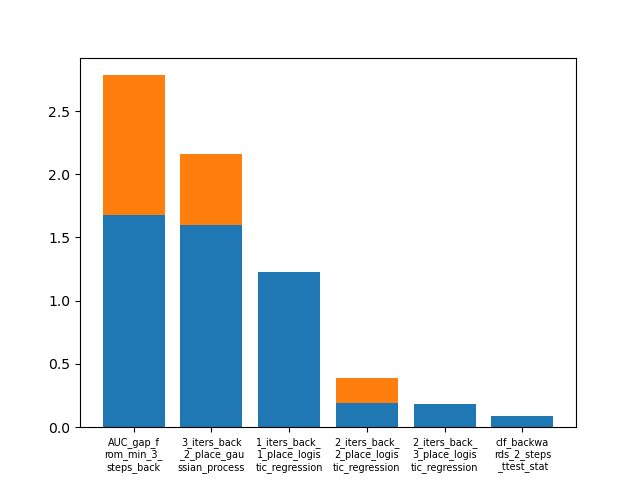 2.5
2.0
1.5
1.0
0.5
0.0
AUC_gap_f
rom_min_3_
steps_back
3_iters_back
_2_place_gau
ssian_process
1_iters_back_
1_place_logis
tic_regression
2_iters_back_
2_place_logis
tic_regression
2_iters_back_
3_place_logis
tic_regression
clf_backwa
rds_2_steps
_ttest_stat